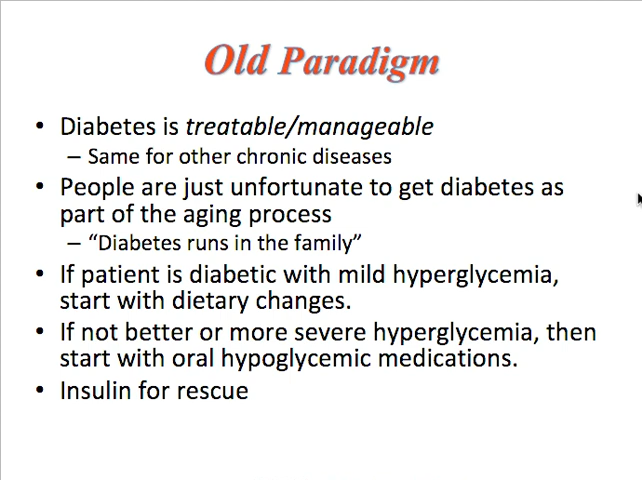 Old Paradigm
• Diabetes is treatable/manageable
– Same for other chronic diseases
• People are just unfortunate to get diabetes as
part of the aging process
– “Diabetes runs in the family”
• If patient is diabetic with mild hyperglycemia,
start with dietary changes.
• If not better or more severe hyperglycemia, then
start with oral hypoglycemic medications.
• Insulin for rescue